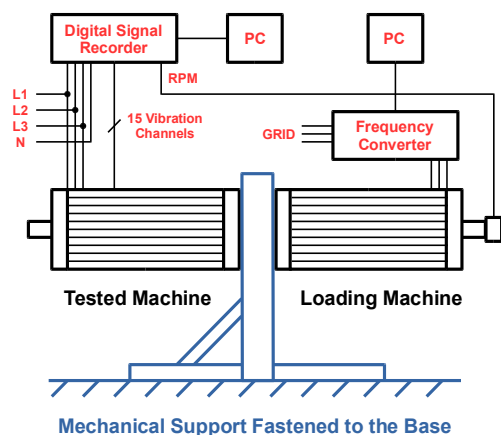 Digital Signal
Recorder
PC
PC
RPM
L1
L2
L3
N
15 Vibration
Channels
GRID
Frequency
Converter
Tested Machine
Loading Machine
Mechanical Support Fastened to the Base